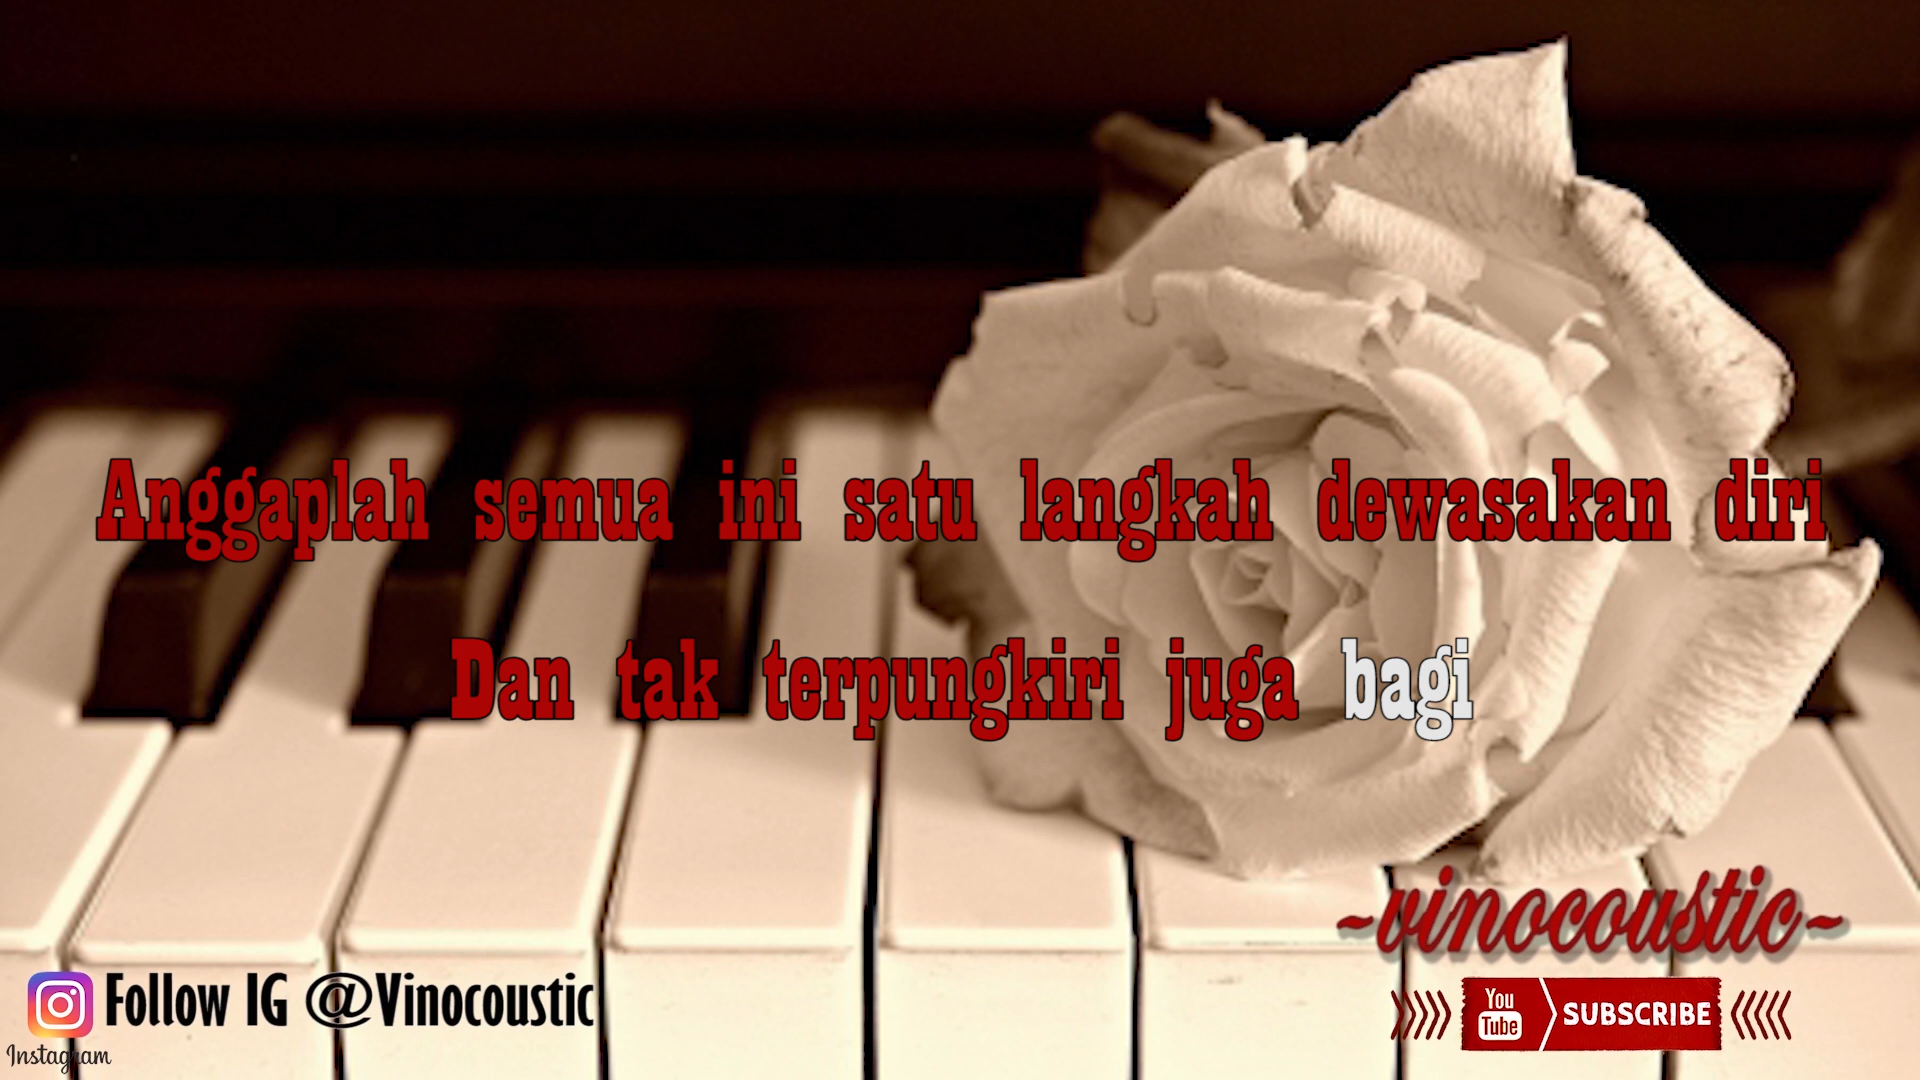 Anggaplah semua ini satu langkah dewasakan diri
Dan tak terpungkiri juga bagi
~vinocoustic~
Follow IG @Vinocoustic
Instagram
You Tube SUBSCRIBE